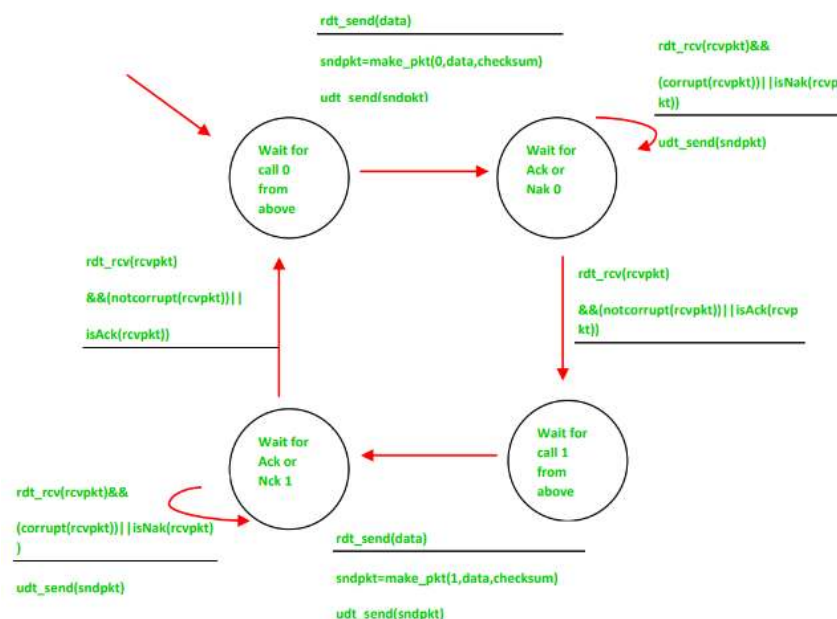 rdt_send(data)
sndpkt=make_pkt(0,data,checksum)
udt_send(sndpkt)
rdt_rcv(rcvpkt)&&
(corrupt(rcvpkt))||isNak(rcvp
kt))
udt_send(sndpkt)
Wait for
call 0
from
above
Wait for
Ack or
Nak 0
rdt_rcv(rcvpkt)
&&(notcorrupt(rcvpkt))||
isAck(rcvpkt))
rdt_rcv(rcvpkt)
&&(notcorrupt(rcvpkt))||isAck(rcvp
kt))
Wait for
Ack or
Nck 1
Wait for
call 1
from
above
rdt_rcv(rcvpkt)&&
(corrupt(rcvpkt))||isNak(rcvpkt)
)
udt_send(sndpkt)
rdt_send(data)
sndpkt=make_pkt(1,data,checksum)
udt_send(sndpkt)